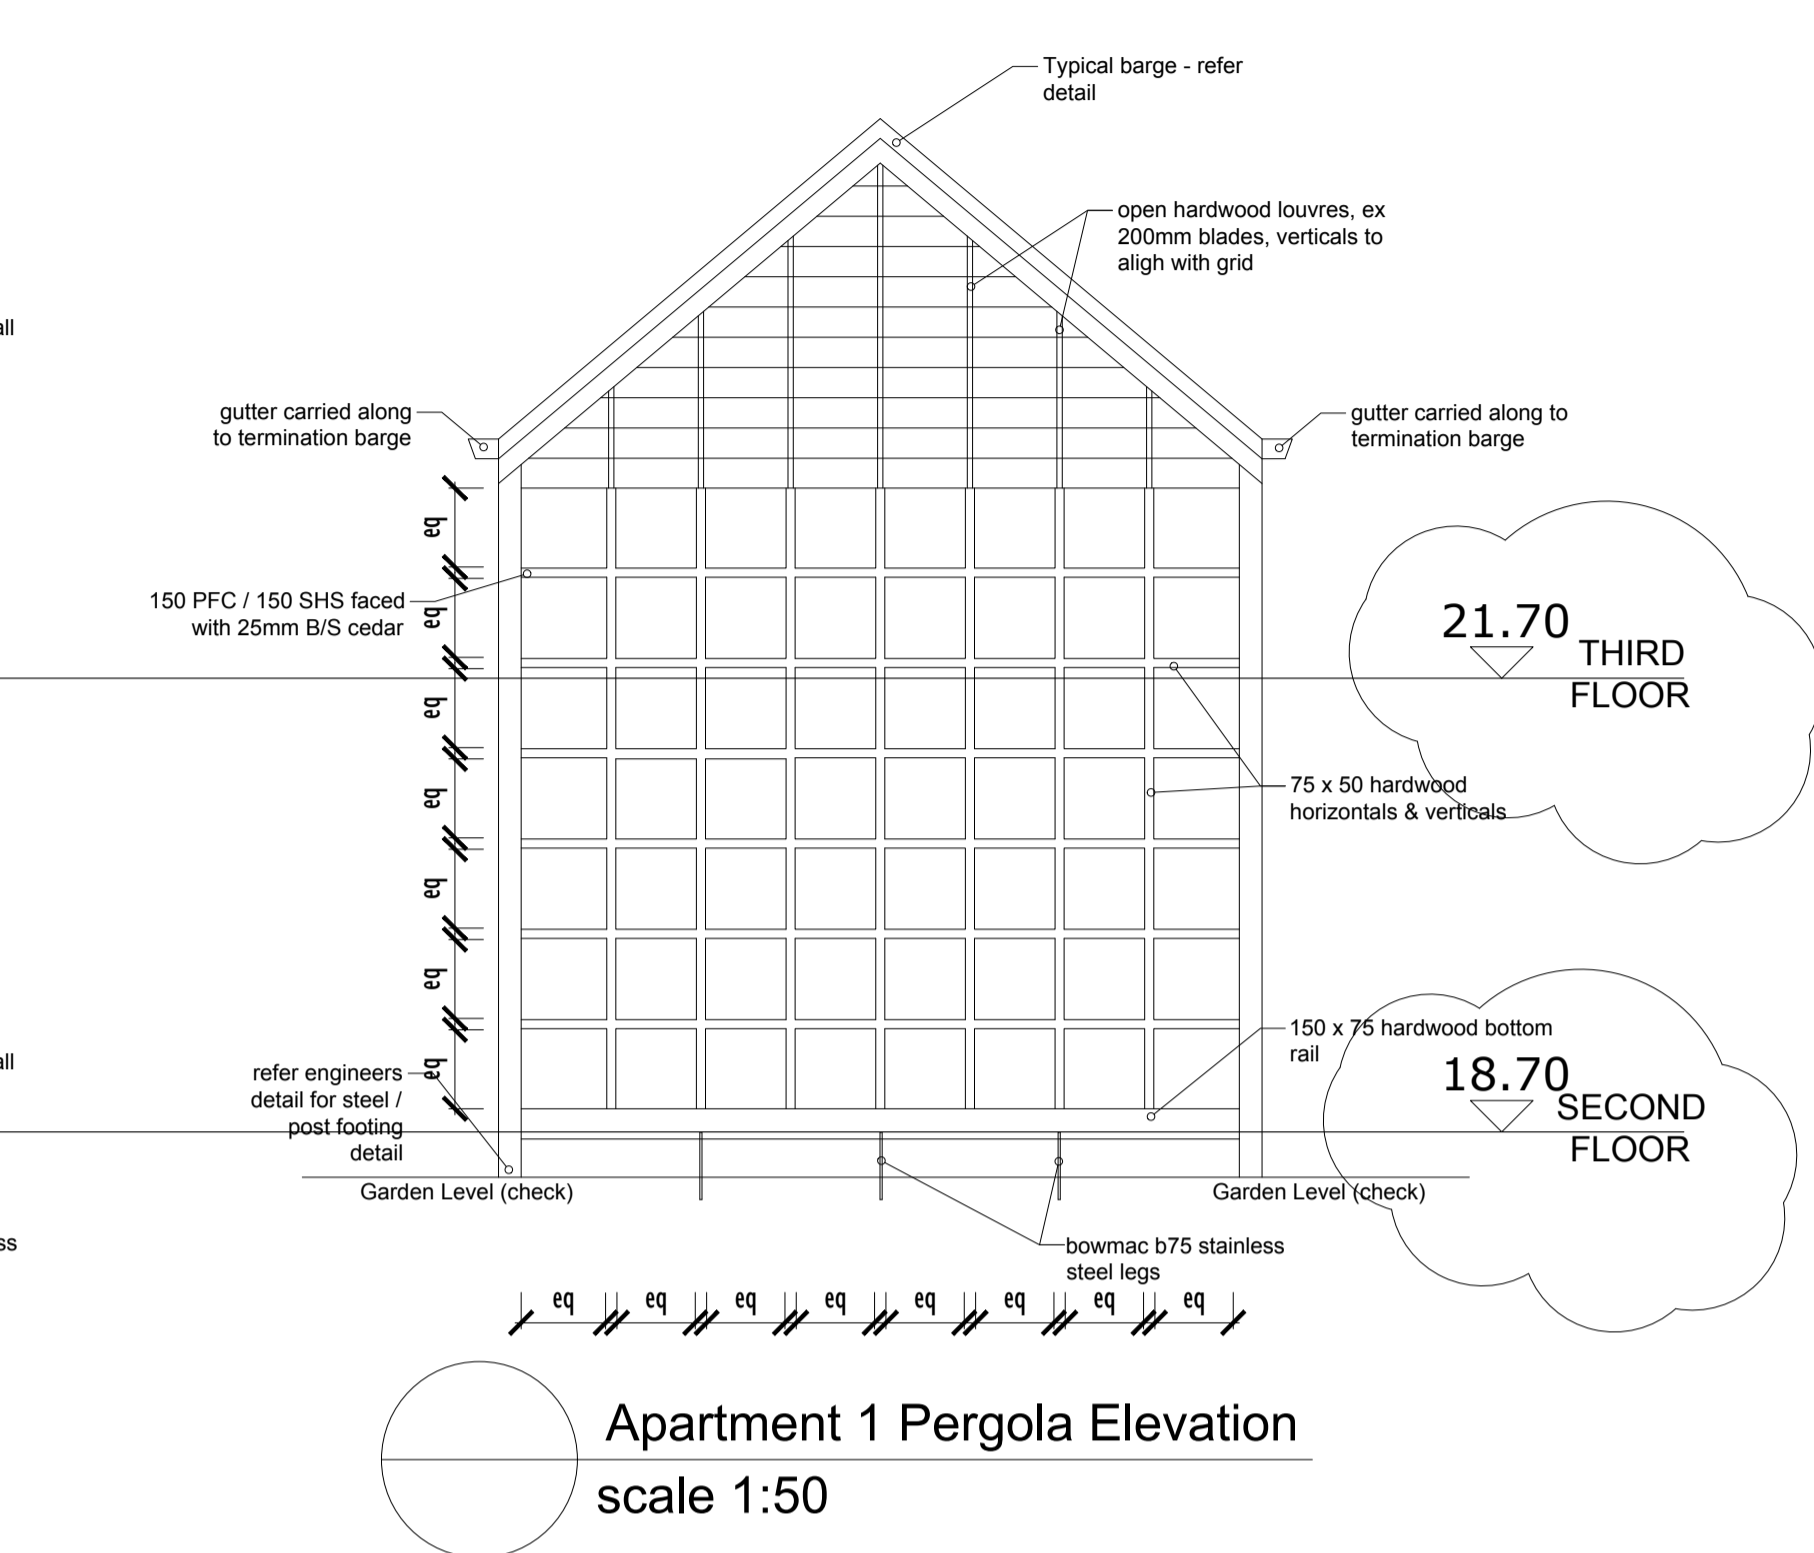 Typical barge - refer
detail
open hardwood louvres, ex
200mm blades, verticals to
aligh with grid
all
gutter carried along
to termination barge
gutter carried along to
termination barge
eq
150 PFC / 150 SHS faced
with 25mm B/S cedar
eq
21.70
THIRD
FLOOR
eq
75 x 50 hardwood
horizontals & verticals
eq
eq
eq
150 x 75 hardwood bottom
rail
all
refer engineers
detail for steel /
post footing
detail
eq
18.70
SECOND
FLOOR
Garden Level (check)
Garden Level (check)
ss
bowmac b75 stainless
steel legs
eq eq eq eq eq eq eq eq
Apartment 1 Pergola Elevation
scale 1:50